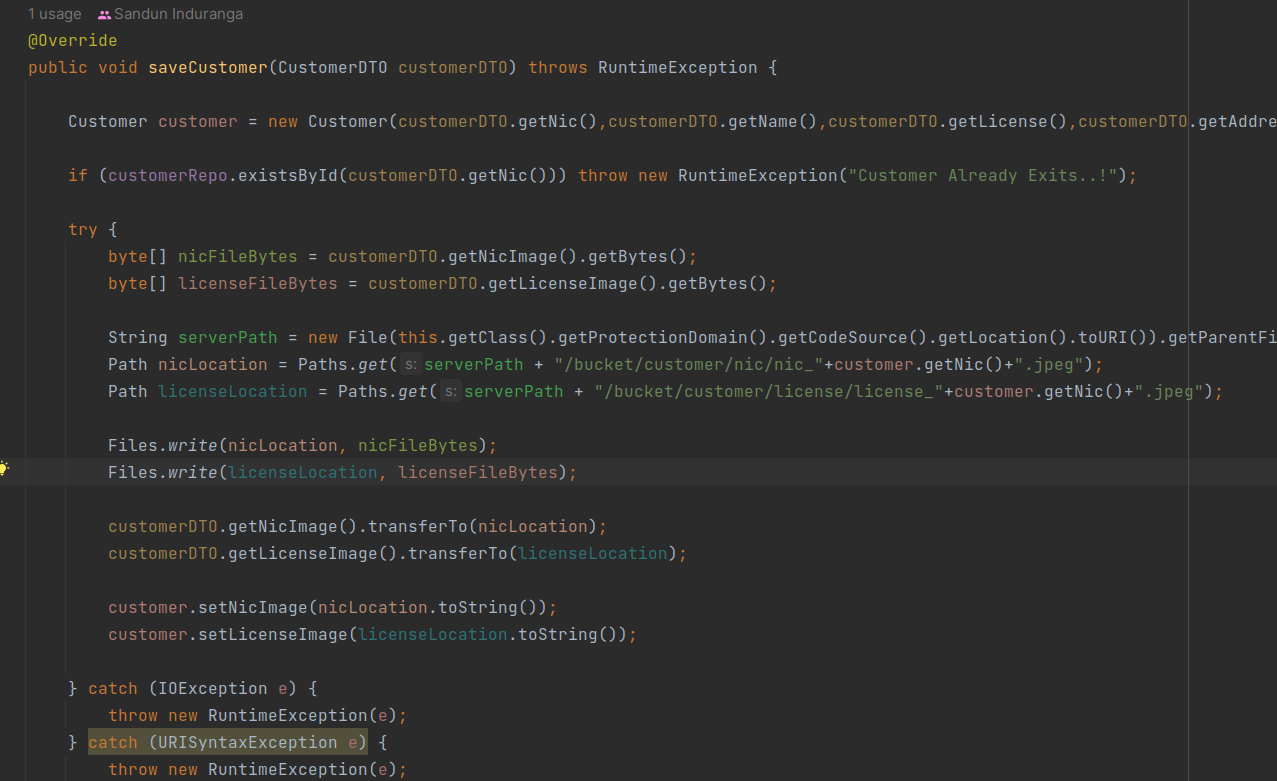 1 usage Sandun Induranga
@Override
public void saveCustomer(CustomerDTO customerDTO) throws RuntimeException {
Customer customer = new Customer(customerDTO.getNic(),customerDTO.getName(),customerDTO.getLicense(),customerDTO.getAddre
if (customerRepo.existsById(customerDTO.getNic())) throw new RuntimeException("Customer Already Exits..!");
try {
byte[] nicFileBytes = customerDTO.getNicImage().getBytes();
byte[] licenseFileBytes = customerDTO.getLicenseImage().getBytes();
String serverPath = new File(this.getClass().getProtectionDomain().getCodeSource().getLocation().toURI()).getParentFi
Path nicLocation = Paths.get( s: serverPath + "/bucket/customer/nic/nic_"+customer.getNic()+".jpeg");
Path licenseLocation = Paths.get( s: serverPath + "/bucket/customer/license/license_"+customer.getNic()+".jpeg");
Files.write(nicLocation, nicFileBytes);
Files.write(licenseLocation, licenseFileBytes);
customerDTO.getNicImage().transferTo(nicLocation);
customerDTO.getLicenseImage().transferTo(licenseLocation);
customer.setNicImage(nicLocation.toString());
customer.setLicenseImage(licenseLocation.toString());
} catch (IOException e) {
throw new RuntimeException(e);
} catch (URISyntaxException e) {
throw new RuntimeException(e);